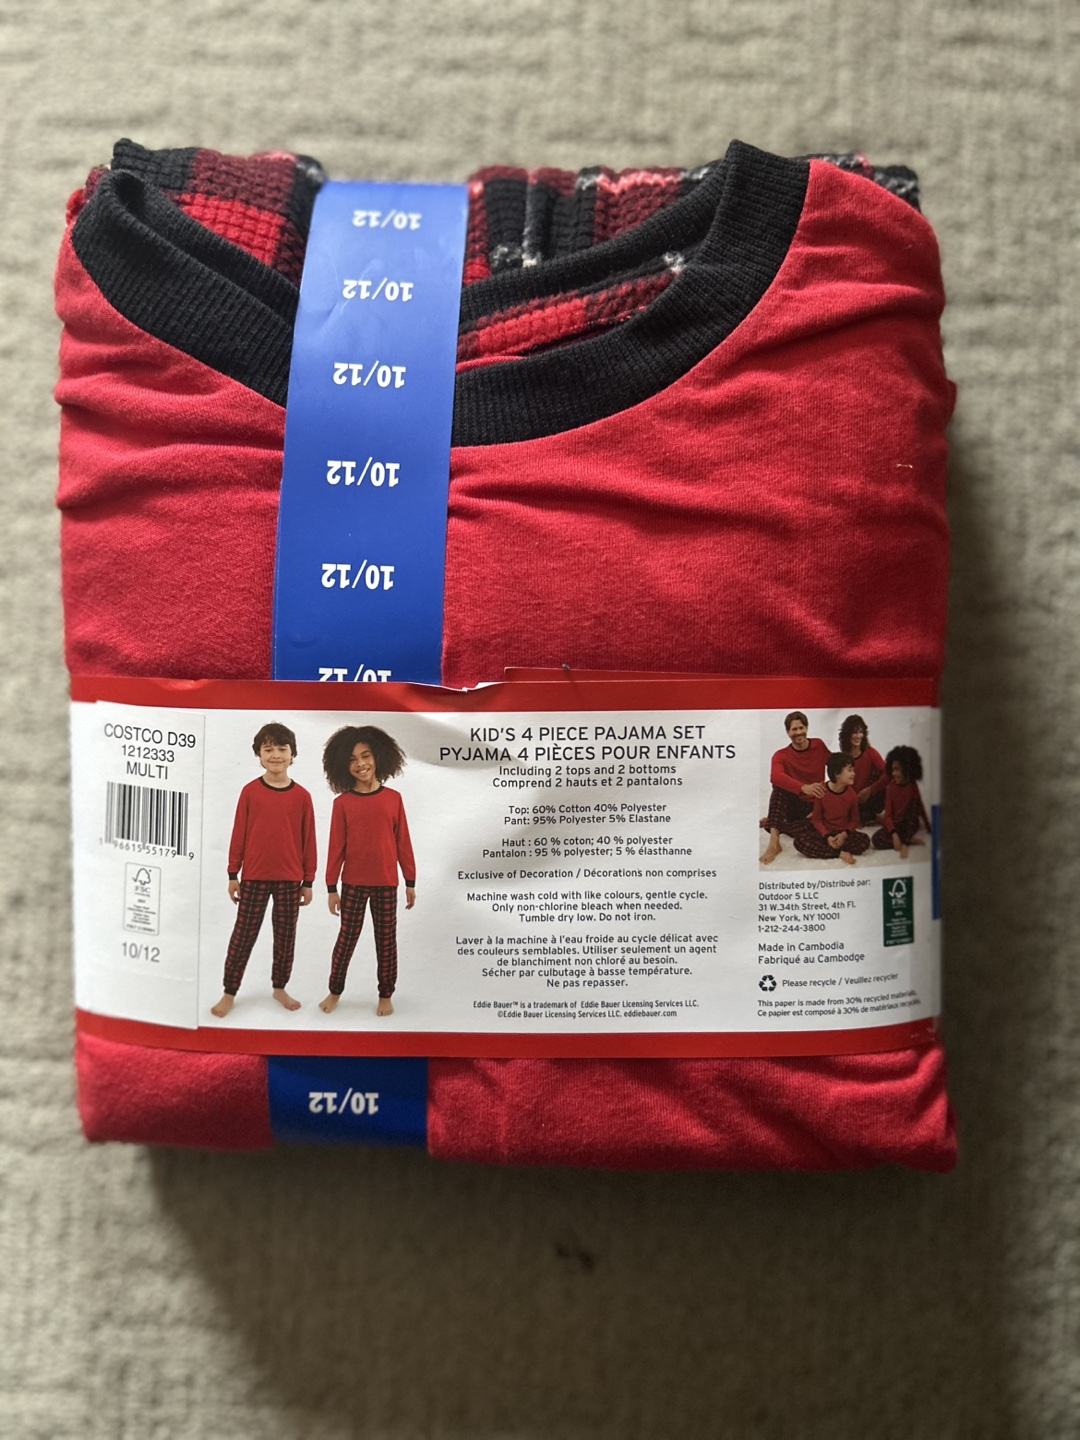 10/12
10/12
10/12
10/12
10/12
10/12
COSTCO D39
1212333
MULTI
1 96615 55179 9
FSC
10/12
KID'S 4 PIECE PAJAMA SET
PYJAMA 4 PIÈCES POUR ENFANTS
Including 2 tops and 2 bottoms
Comprend 2 hauts et 2 pantalons
Top: 60% Cotton 40% Polyester
Pant: 95% Polyester 5% Elastane
Haut : 60 % coton; 40 % polyester
Pantalon : 95 % polyester; 5 % élasthanne
Exclusive of Decoration / Décorations non comprises
Machine wash cold with like colours, gentle cycle.
Only non-chlorine bleach when needed.
Tumble dry low. Do not iron.
Laver à la machine à l'eau froide au cycle délicat avec
des couleurs semblables. Utiliser seulement un agent
de blanchiment non chloré au besoin.
Sécher par culbutage à basse température.
Ne pas repasser.
Eddie Bauer™ is a trademark of Eddie Bauer Licensing Services LLC.
©Eddie Bauer Licensing Services LLC. eddiebauer.com
Distributed by/Distribué par:
Outdoor 5 LLC
31 W.34th Street, 4th Fl.
New York, NY 10001
1-212-244-3800
FSC
Made in Cambodia
Fabriqué au Cambodge
Please recycle / Veuillez recycler
This paper is made from 30% recycled materials.
Ce papier est composé à 30% de matériaux recyclés.
10/12